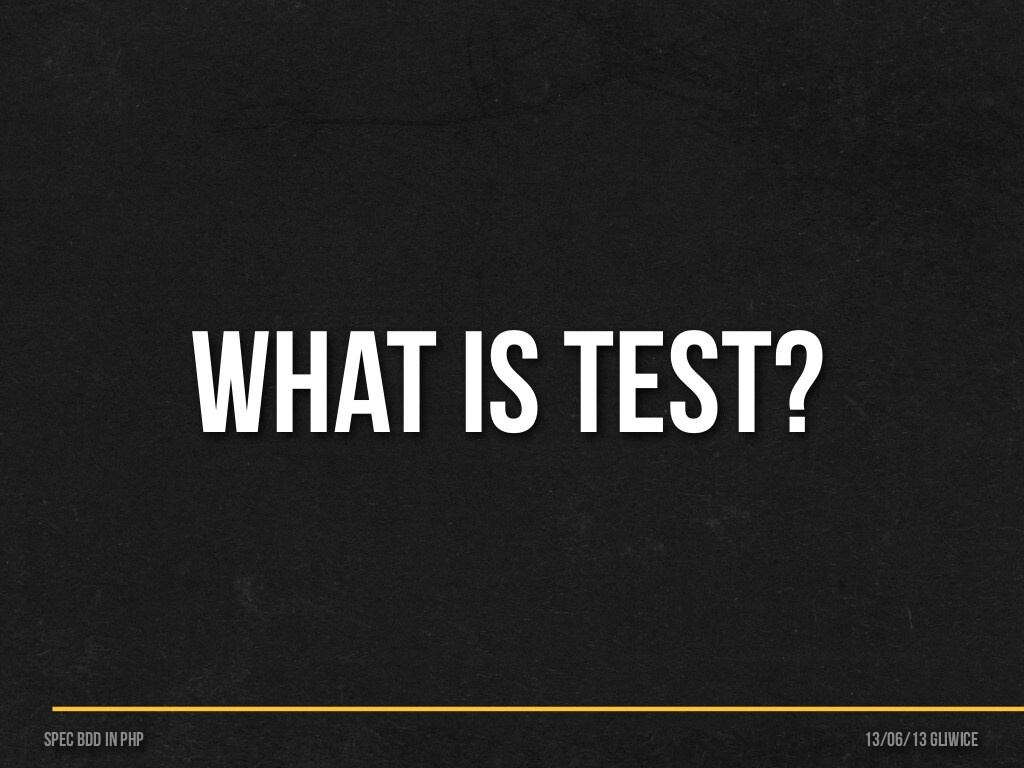 WHAT IS TEST?
SPEC BDD IN PHP
13/06/13 GLIWICE